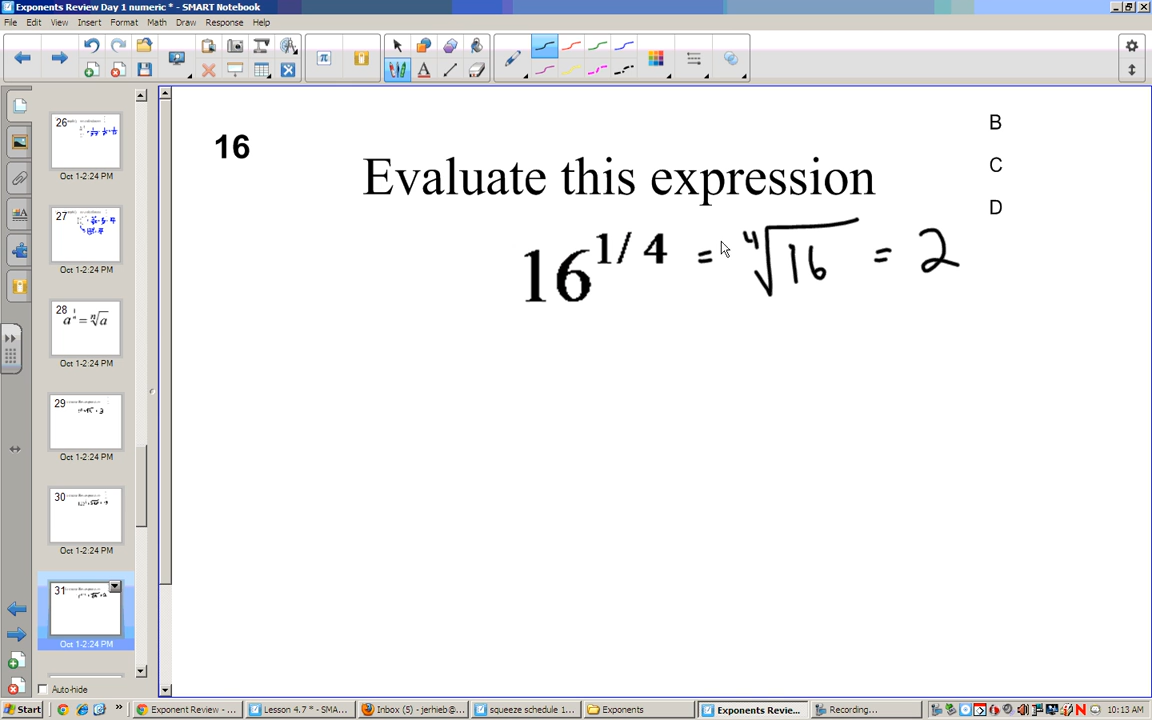 Exponents Review Day 1 numeric * - SMART Notebook
File Edit View Insert Format Math Draw Response Help
16
B
Evaluate this expression
C
D
16^{1/4} = ∜16 = 2
26
Oct 1-2:24 PM
27
Oct 1-2:24 PM
28
Oct 1-2:24 PM
29
Oct 1-2:24 PM
30
Oct 1-2:24 PM
31
Oct 1-2:24 PM
Auto-hide
Start » Exponent Review - ... Lesson 4.7 * - SMA... Inbox (5) - jerhieb@... squeeze schedule 1... Exponents Exponents Revie... Recording... 10:13 AM